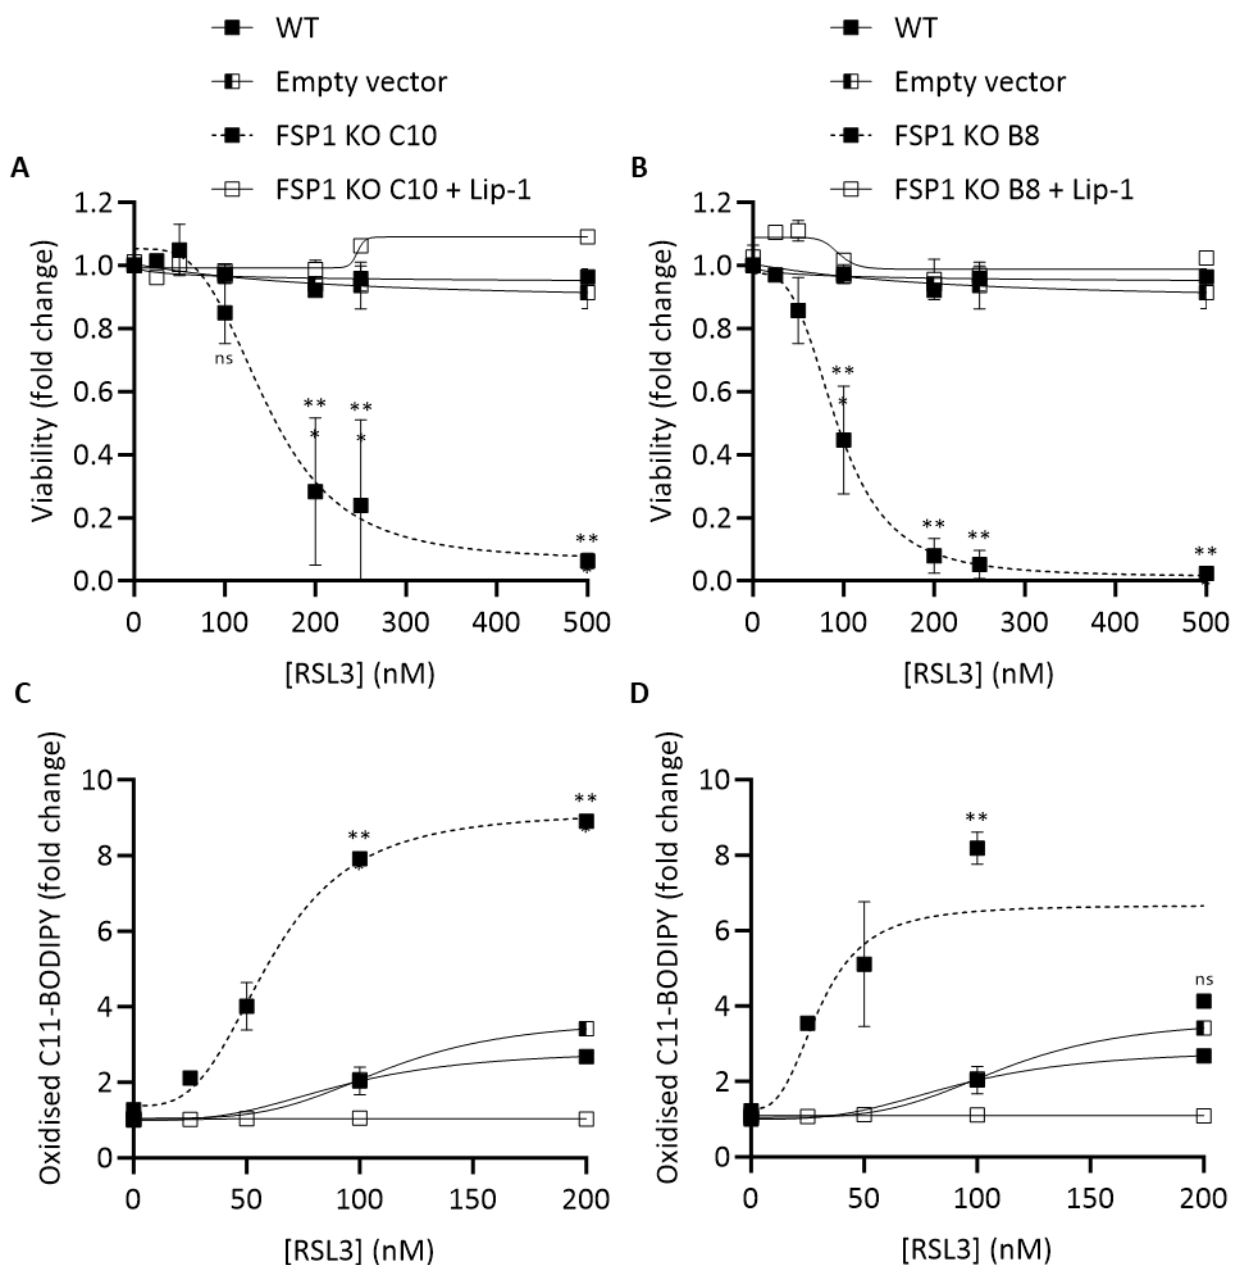 WT
Empty vector
FSP1 KO C10
FSP1 KO C10 + Lip-1
A
1.2
1.0
0.8
0.6
0.4
0.2
0.0
Viability (fold change)
ns
**
*
**
*
**
*
0 100 200 300 400 500
[RSL3] (nM)
WT
Empty vector
FSP1 KO B8
FSP1 KO B8 + Lip-1
B
1.2
1.0
0.8
0.6
0.4
0.2
0.0
Viability (fold change)
**
*
**
**
**
*
0 100 200 300 400 500
[RSL3] (nM)
C
10
8
6
4
2
0
Oxidised C11-BODIPY (fold change)
**
*
**
*
0 50 100 150 200
[RSL3] (nM)
D
10
8
6
4
2
0
Oxidised C11-BODIPY (fold change)
**
ns
0 50 100 150 200
[RSL3] (nM)